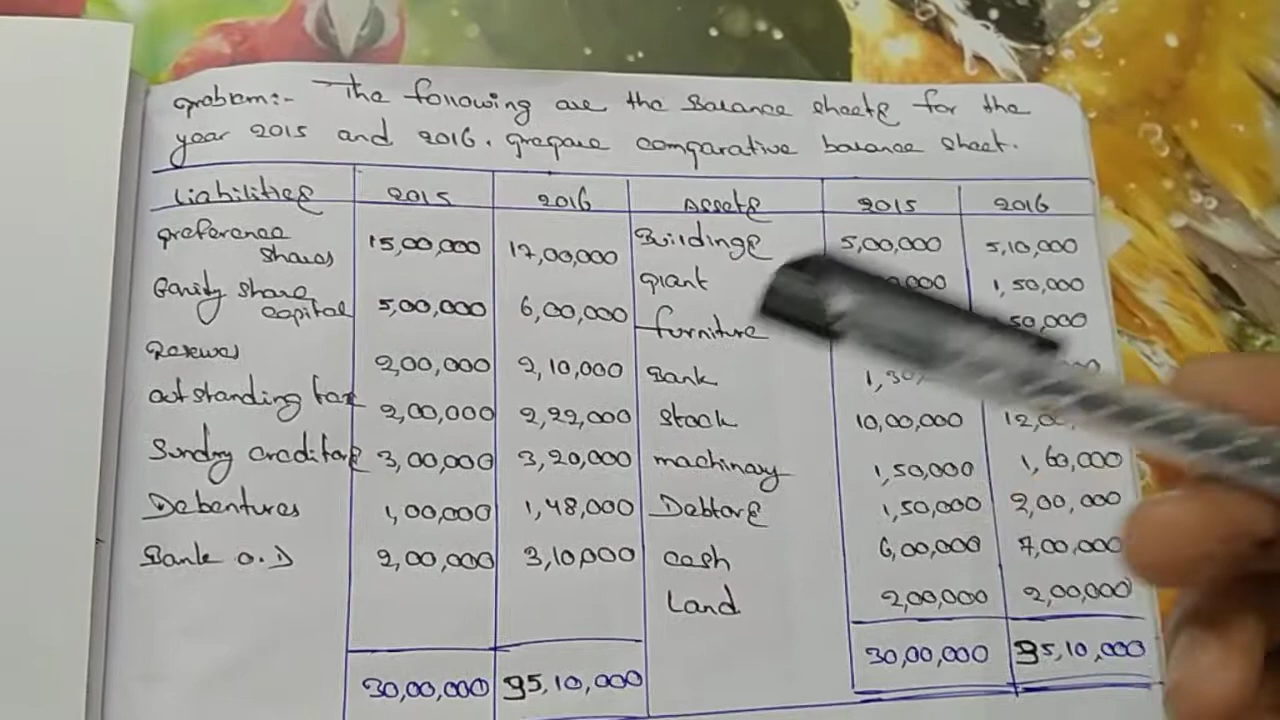 problem:- The following are the Balance sheets for the
year 2015 and 2016. prepare comparative balance sheet.
Liabilities 2015 2016 Assets 2015 2016
preference shares 15,00,000 17,00,000 Buildings 5,00,000 5,10,000
Equity share capital 5,00,000 6,00,000 plant 1,50,000
furniture 50,000
Reserves 2,00,000 2,10,000 Bank
outstanding tax 2,00,000 2,22,000 Stock 10,00,000
Sundry creditors 3,00,000 3,20,000 machinary 1,50,000 1,60,000
Debentures 1,00,000 1,48,000 Debtors 1,50,000 2,00,000
Bank O.D 2,00,000 3,10,000 cash 6,00,000 7,00,000
Land 2,00,000 2,00,000
30,00,000 35,10,000 30,00,000 35,10,000